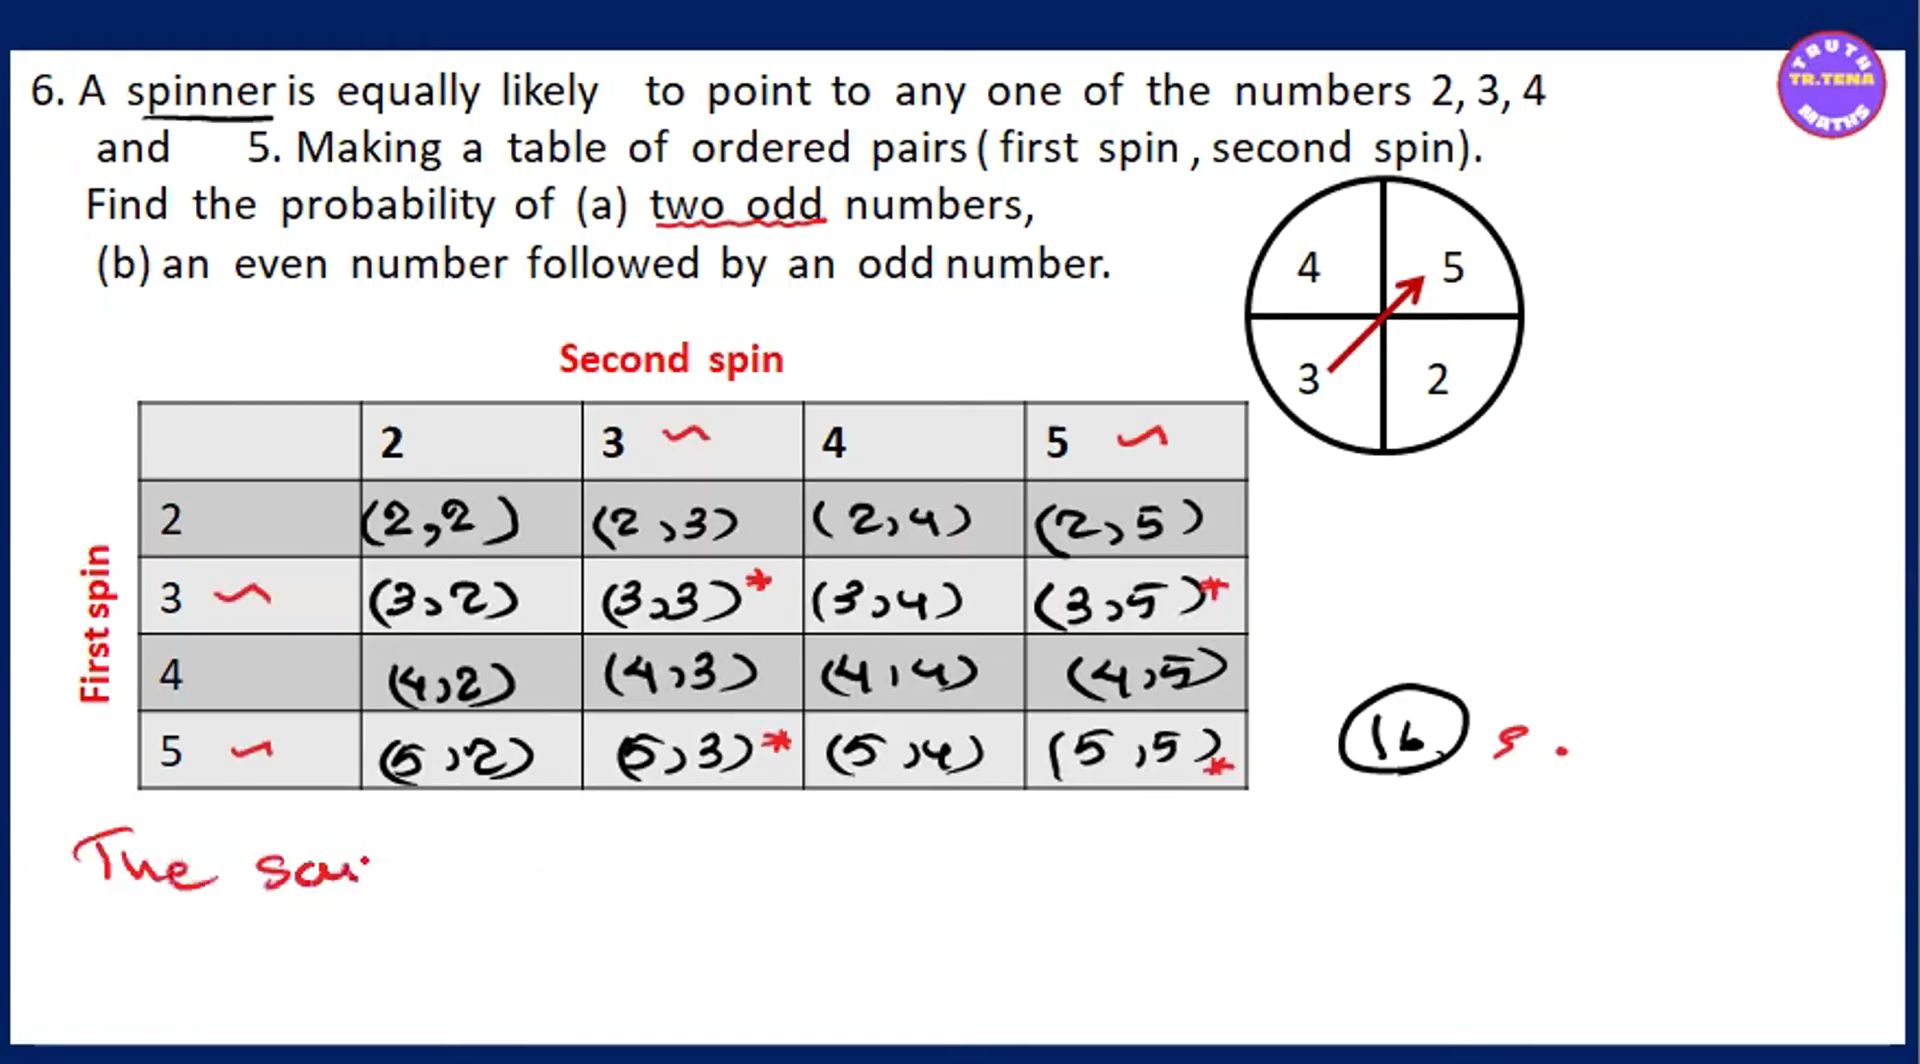 TRUTH
TR.TENA
MATHS
6. A spinner is equally likely to point to any one of the numbers 2, 3, 4
and 5. Making a table of ordered pairs ( first spin , second spin).
Find the probability of (a) two odd numbers,
(b) an even number followed by an odd number.
4 5
3 2
Second spin
First spin
2 3 4 5
2 (2,2) (2,3) (2,4) (2,5)
3 (3,2) (3,3)* (3,4) (3,5)*
4 (4,2) (4,3) (4,4) (4,5)
5 (5,2) (5,3)* (5,4) (5,5)*
16 s.
The